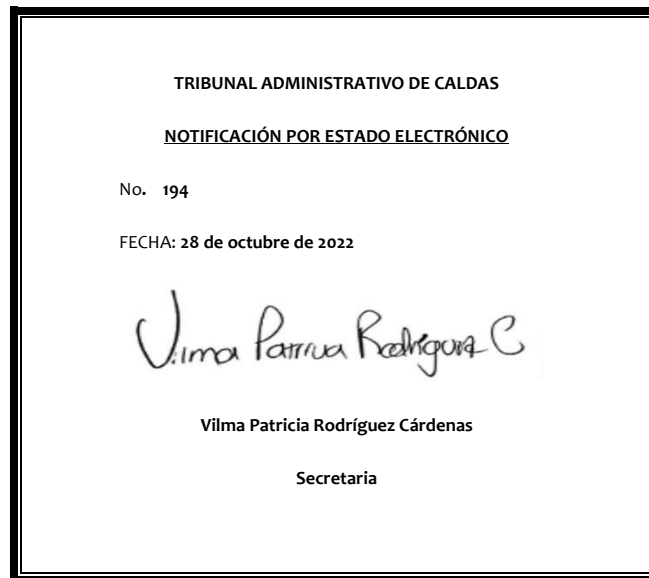 TRIBUNAL ADMINISTRATIVO DE CALDAS
NOTIFICACIÓN POR ESTADO ELECTRÓNICO
No. 194
FECHA: 28 de octubre de 2022
Vilma Patricia Rodríguez C
Vilma Patricia Rodríguez Cárdenas
Secretaria